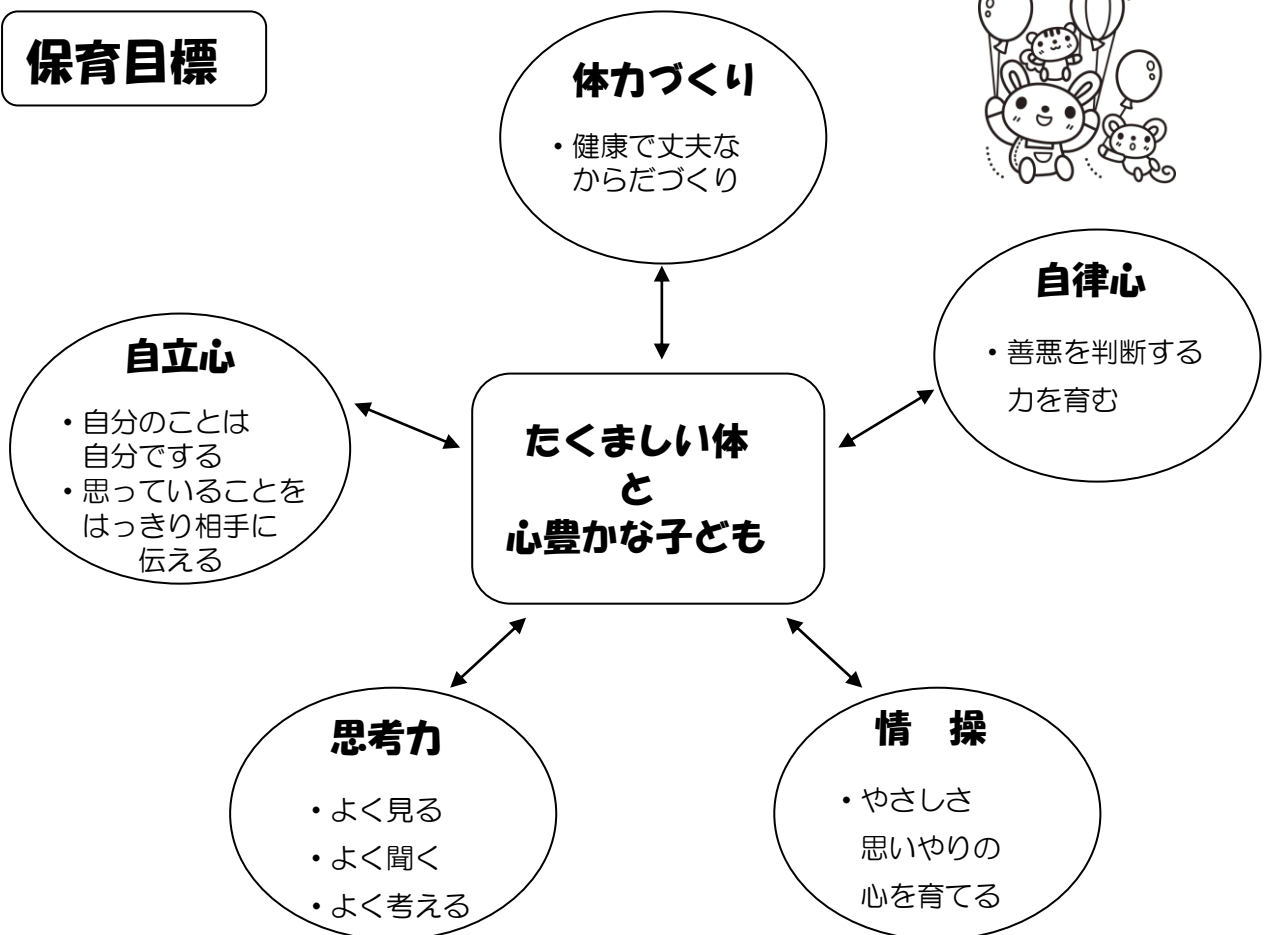 保育目標
体力づくり
・健康で丈夫な
からだづくり
自律心
・善悪を判断する
力を育む
自立心
・自分のことは
自分でする
・思っていることを
はっきり相手に
伝える
たくましい体
と
心豊かな子ども
思考力
・よく見る
・よく聞く
・よく考える
情　操
・やさしさ
思いやりの
心を育てる